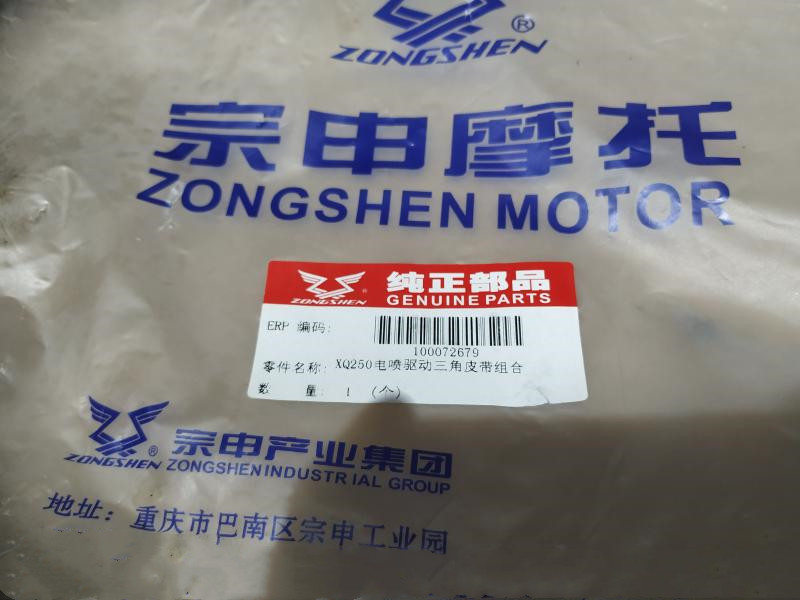 ZONGSHEN®
宗申摩托
ZONGSHEN MOTOR
ZONGSHEN® 纯正部品
GENUINE PARTS
ERP 编码:
100072679
零件名称: XQ250电喷驱动三角皮带组合
数 量: 1 (个)
ZONGSHEN® 宗申产业集团
ZONGSHEN INDUSTRIAL GROUP
地址: 重庆市巴南区宗申工业园